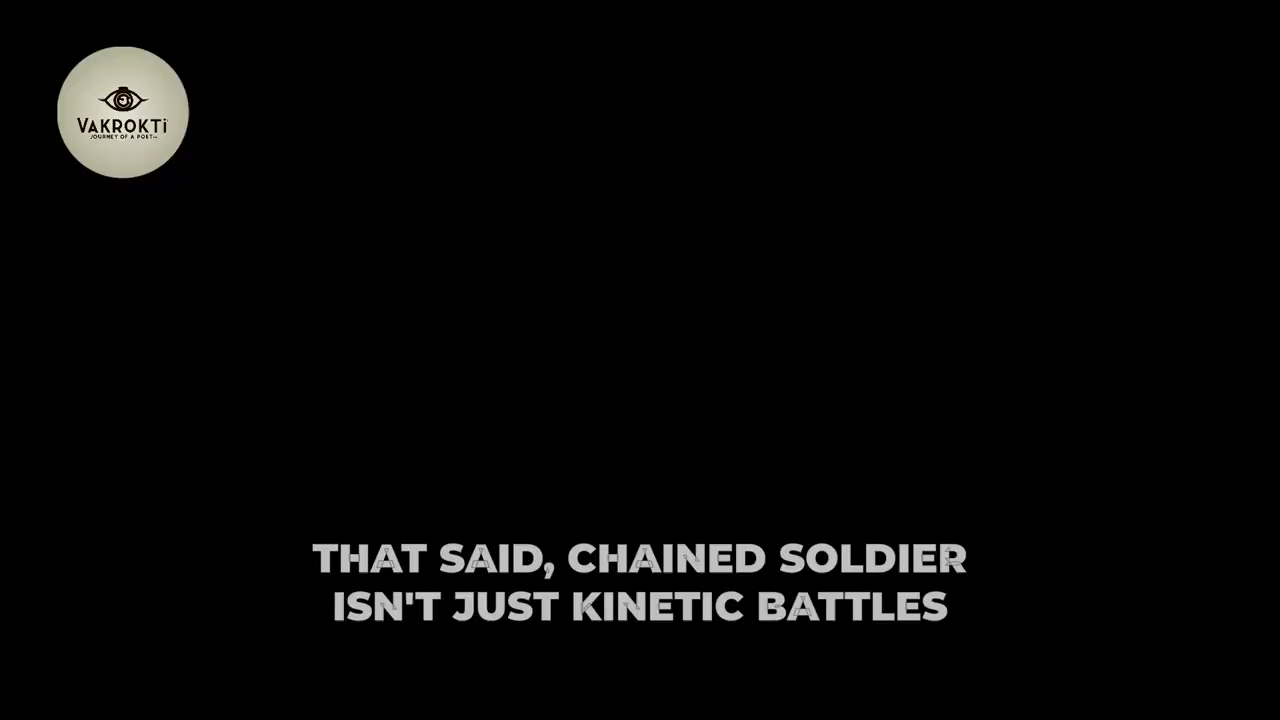 VAKROKTi
JOURNEY OF A POET
THAT SAID, CHAINED SOLDIER
ISN'T JUST KINETIC BATTLES